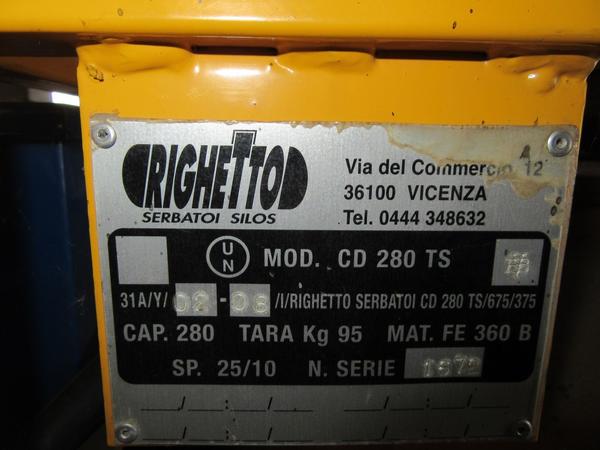 RIGHETTO
SERBATOI SILOS
Via del Commercio 12
A
36100 VICENZA
Tel. 0444 348632
UN MOD. CD 280 TS
31A/Y/02-08/I/RIGHETTO SERBATOI CD 280 TS/675/375
CAP. 280 TARA Kg 95 MAT. FE 360 B
SP. 25/10 N. SERIE